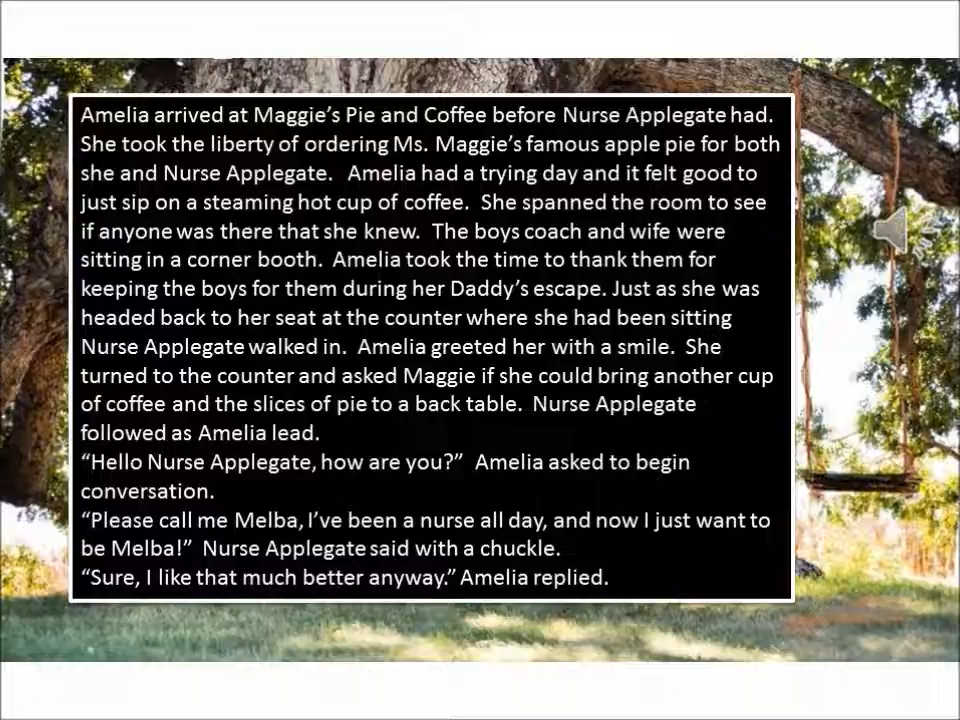 Amelia arrived at Maggie's Pie and Coffee before Nurse Applegate had.
She took the liberty of ordering Ms. Maggie's famous apple pie for both
she and Nurse Applegate.   Amelia had a trying day and it felt good to
just sip on a steaming hot cup of coffee.  She spanned the room to see
if anyone was there that she knew.  The boys coach and wife were
sitting in a corner booth.  Amelia took the time to thank them for
keeping the boys for them during her Daddy's escape. Just as she was
headed back to her seat at the counter where she had been sitting
Nurse Applegate walked in.  Amelia greeted her with a smile.  She
turned to the counter and asked Maggie if she could bring another cup
of coffee and the slices of pie to a back table.  Nurse Applegate
followed as Amelia lead.
“Hello Nurse Applegate, how are you?”  Amelia asked to begin
conversation.
“Please call me Melba, I've been a nurse all day, and now I just want to
be Melba!”  Nurse Applegate said with a chuckle.
“Sure, I like that much better anyway.” Amelia replied.